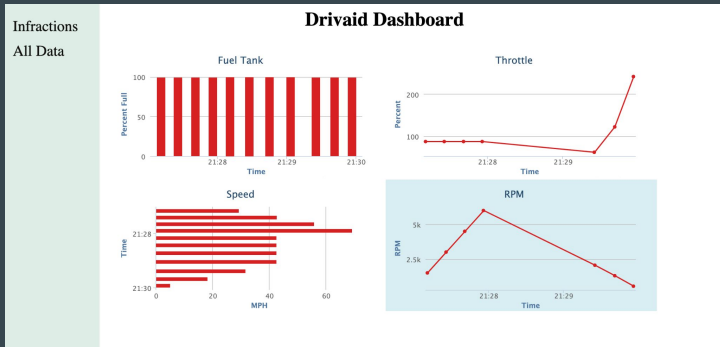 Drivaid Dashboard
Infractions
All Data
Fuel Tank
Percent Full
100
50
0
21:28 21:29 21:30
Time
Throttle
Percent
200
100
21:28 21:29
Time
Speed
Time
21:28
21:30
0 20 40 60
MPH
RPM
RPM
5k
2.5k
21:28 21:29
Time